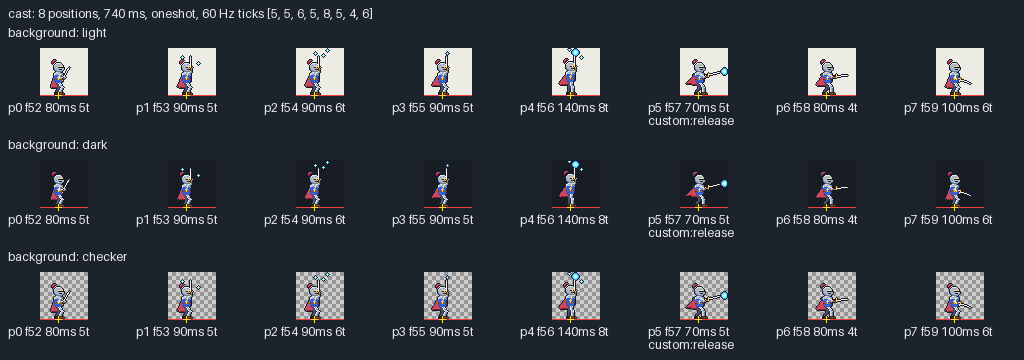 cast: 8 positions, 740 ms, oneshot, 60 Hz ticks [5, 5, 6, 5, 8, 5, 4, 6]
background: light
p0 f52 80ms 5t p1 f53 90ms 5t p2 f54 90ms 6t p3 f55 90ms 5t p4 f56 140ms 8t p5 f57 70ms 5t p6 f58 80ms 4t p7 f59 100ms 6t
custom:release
background: dark
p0 f52 80ms 5t p1 f53 90ms 5t p2 f54 90ms 6t p3 f55 90ms 5t p4 f56 140ms 8t p5 f57 70ms 5t p6 f58 80ms 4t p7 f59 100ms 6t
custom:release
background: checker
p0 f52 80ms 5t p1 f53 90ms 5t p2 f54 90ms 6t p3 f55 90ms 5t p4 f56 140ms 8t p5 f57 70ms 5t p6 f58 80ms 4t p7 f59 100ms 6t
custom:release